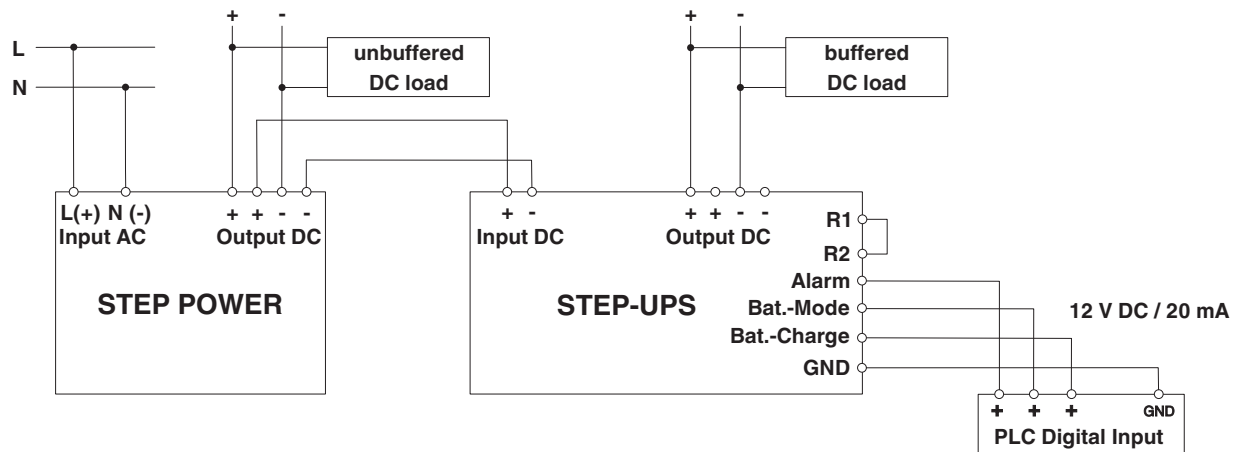 + -
+ -
L
N
unbuffered
DC load
buffered
DC load
L(+) N (-)
Input AC
+ + - -
Output DC
STEP POWER
+ -
Input DC
+ + - -
Output DC
STEP-UPS
R1
R2
Alarm
Bat.-Mode
Bat.-Charge
GND
12 V DC / 20 mA
+ + + GND
PLC Digital Input